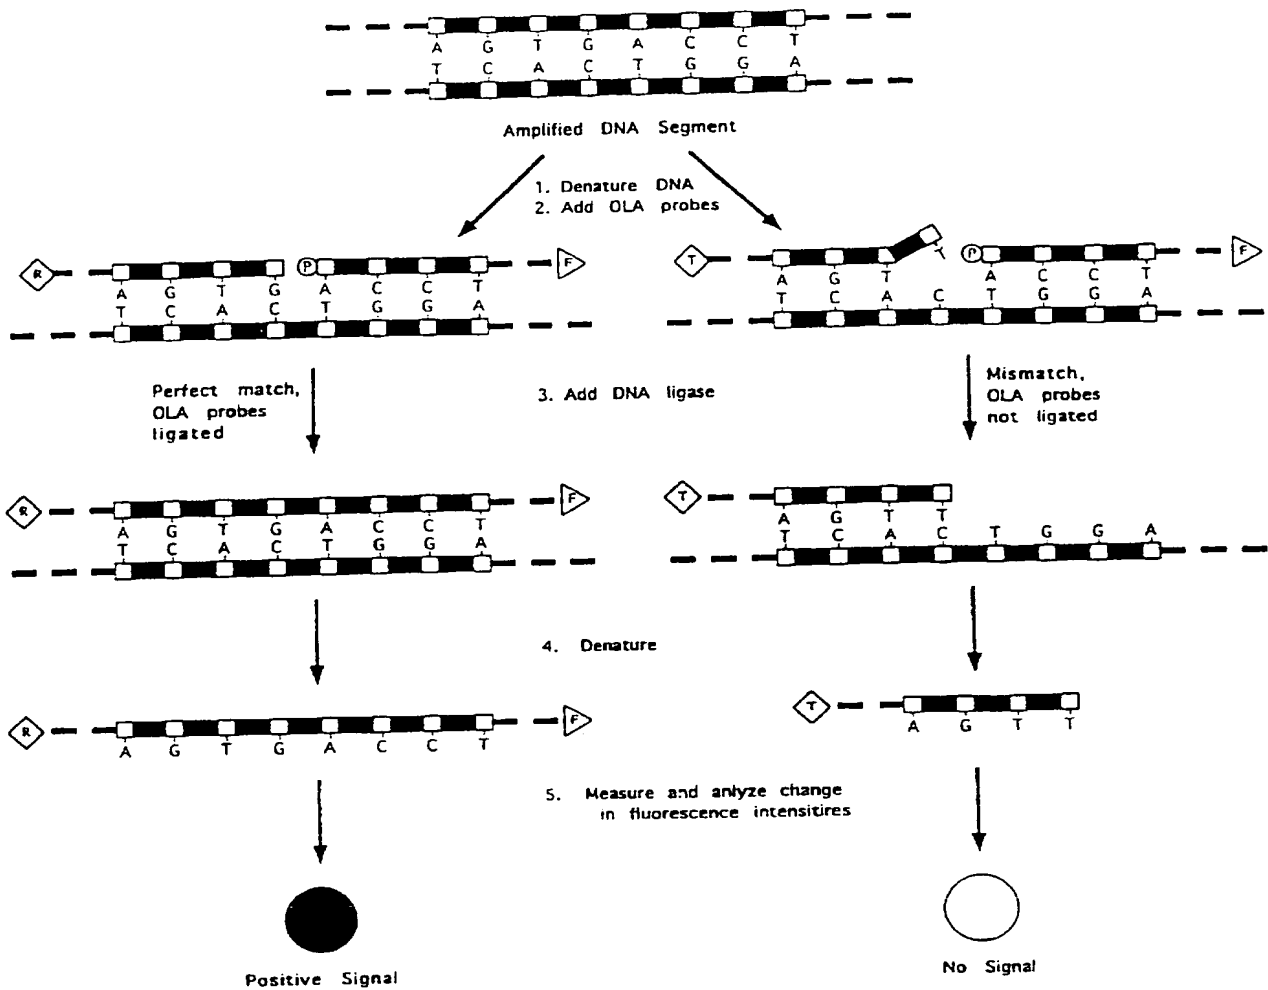 A G T G A C C T
T C A C T G G A
Amplified DNA Segment
1. Denature DNA
2. Add OLA probes
R P F
A G T G A C C T
T C A C T G G A
T T P F
A G T A C C T
T C A C T G G A
Perfect match,
OLA probes
ligated
3. Add DNA ligase
Mismatch,
OLA probes
not ligated
R F
A G T G A C C T
T C A C T G G A
T
A G T T
T C A C T G G A
4. Denature
R F
A G T G A C C T
T
A G T T
5. Measure and anlyze change
in fluorescence intensitires
Positive Signal
No Signal